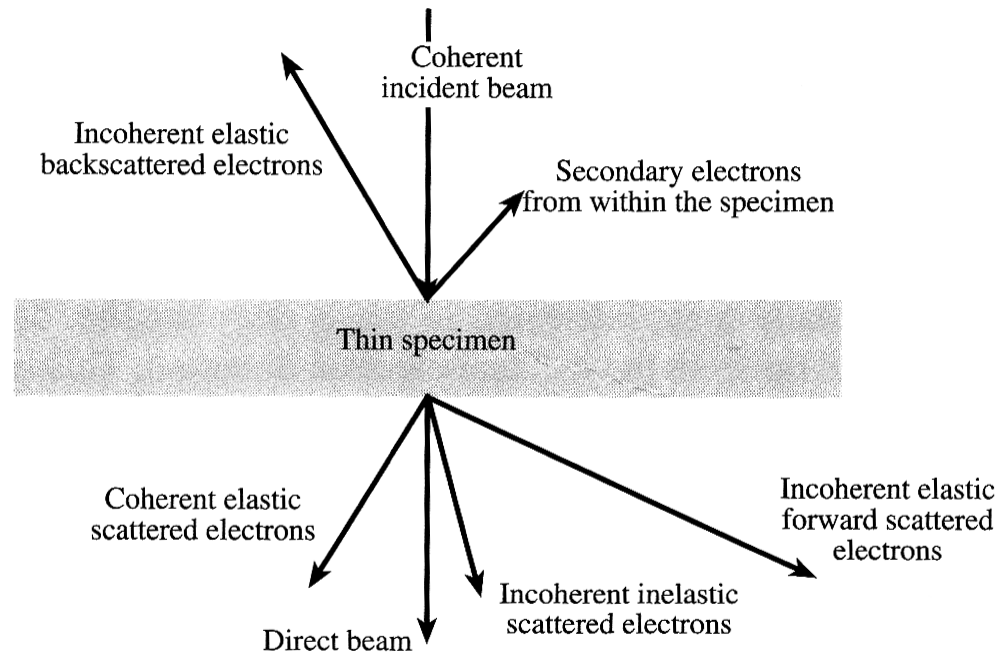 Coherent
incident beam
Incoherent elastic
backscattered electrons
Secondary electrons
from within the specimen
Thin specimen
Coherent elastic
scattered electrons
Incoherent elastic
forward scattered
electrons
Incoherent inelastic
scattered electrons
Direct beam